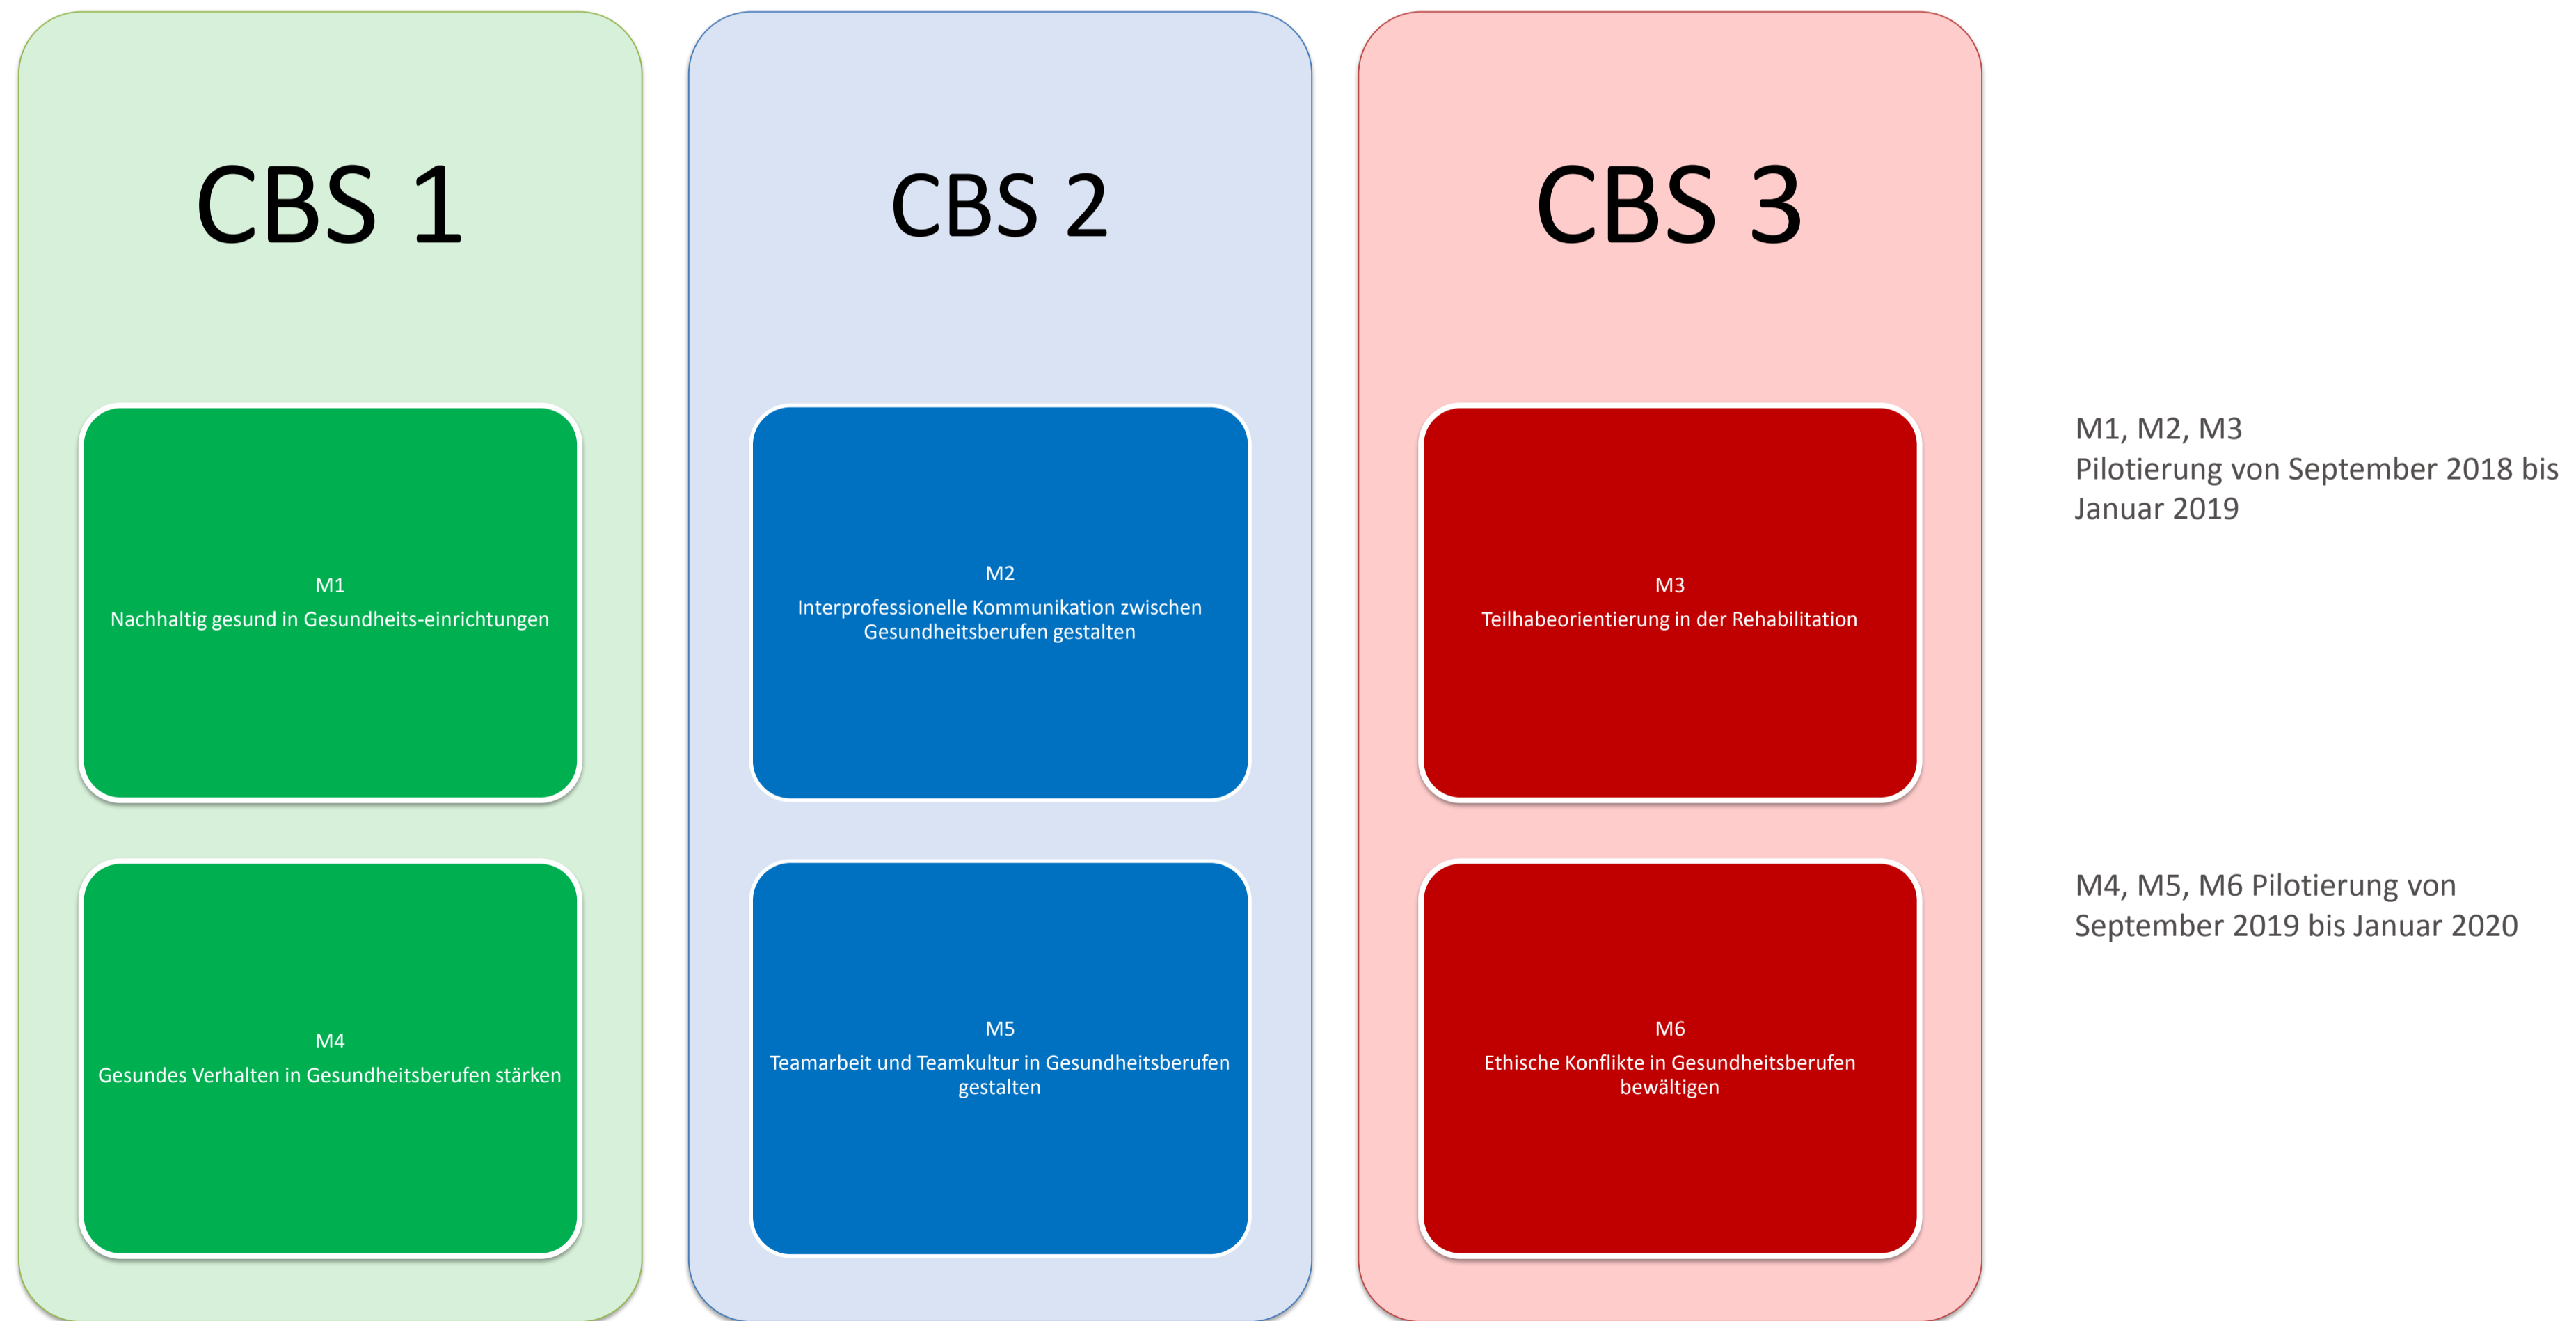 CBS 1
CBS 2
CBS 3
M1
Nachhaltig gesund in Gesundheits-einrichtungen
M2
Interprofessionelle Kommunikation zwischen
Gesundheitsberufen gestalten
M3
Teilhabeorientierung in der Rehabilitation
M1, M2, M3
Pilotierung von September 2018 bis
Januar 2019
M4
Gesundes Verhalten in Gesundheitsberufen stärken
M5
Teamarbeit und Teamkultur in Gesundheitsberufen
gestalten
M6
Ethische Konflikte in Gesundheitsberufen
bewältigen
M4, M5, M6 Pilotierung von
September 2019 bis Januar 2020